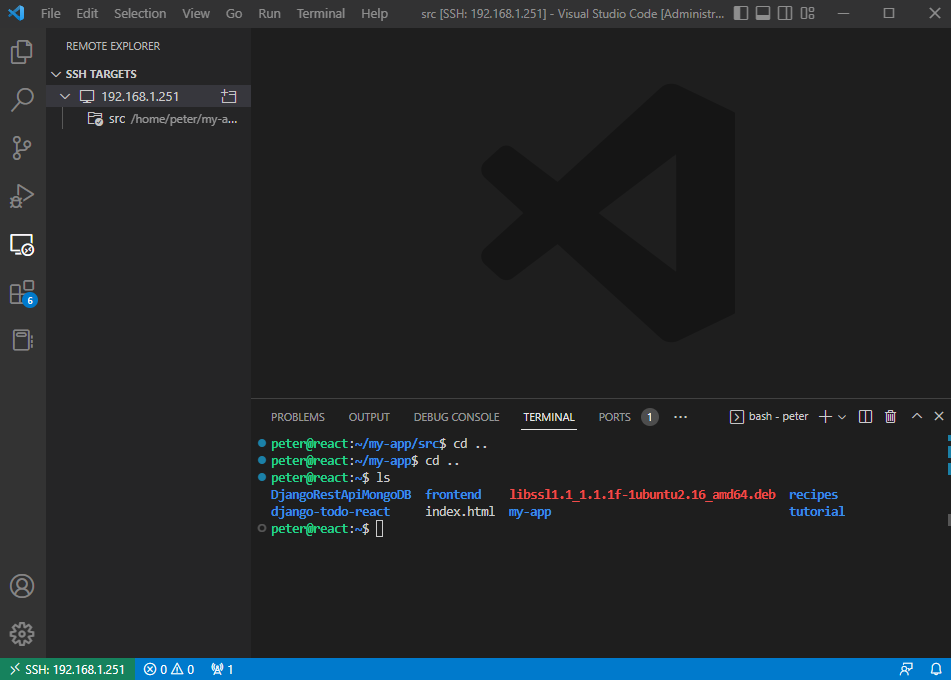 File Edit Selection View Go Run Terminal Help src [SSH: 192.168.1.251] - Visual Studio Code [Administr...
REMOTE EXPLORER
SSH TARGETS
192.168.1.251
src /home/peter/my-a...
6
PROBLEMS OUTPUT DEBUG CONSOLE TERMINAL PORTS 1 ... bash - peter
peter@react:~/my-app/src$ cd ..
peter@react:~/my-app$ cd ..
peter@react:~$ ls
DjangoRestApiMongoDB frontend libssl1.1_1.1.1f-1ubuntu2.16_amd64.deb recipes
django-todo-react index.html my-app tutorial
peter@react:~$
SSH: 192.168.1.251 0 0 1